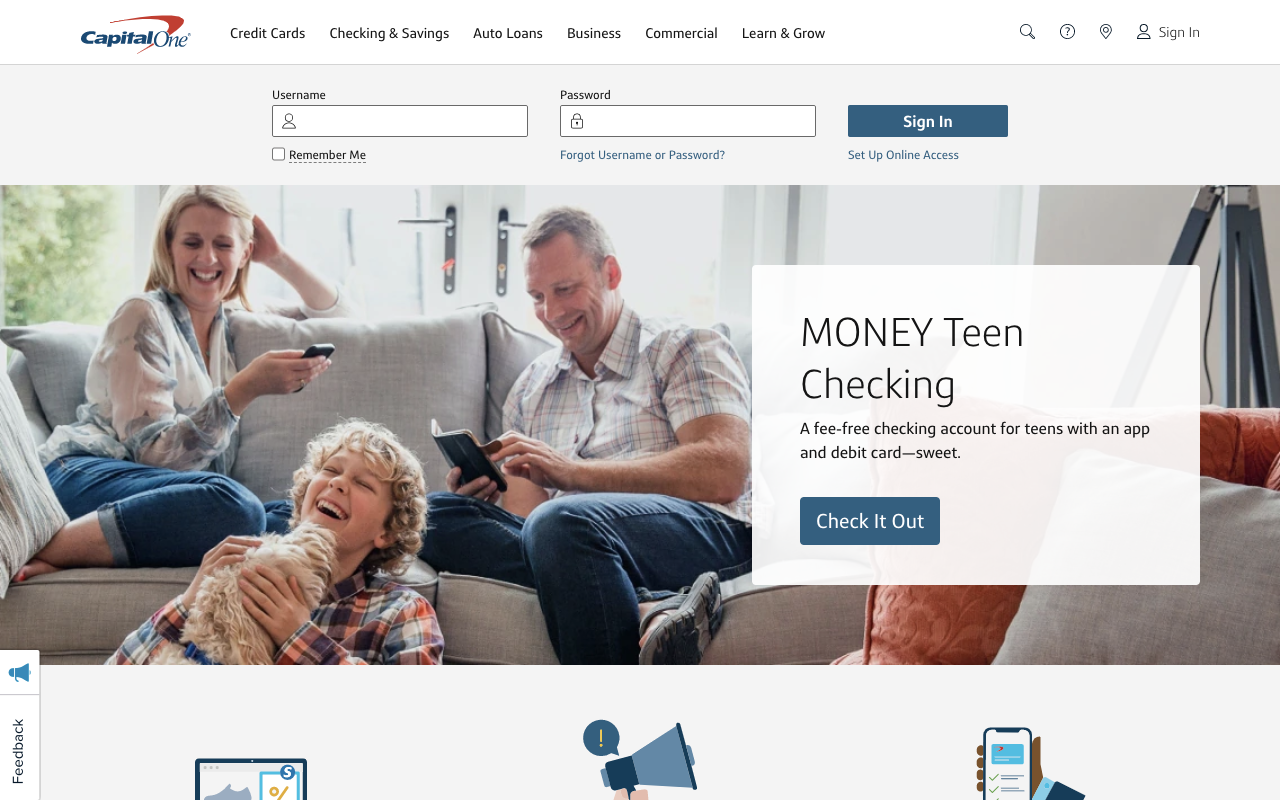 CapitalOne
Credit Cards
Checking & Savings
Auto Loans
Business
Commercial
Learn & Grow
Sign In
Username
Password
Sign In
Remember Me
Forgot Username or Password?
Set Up Online Access
MONEY Teen
Checking
A fee-free checking account for teens with an app
and debit card—sweet.
Check It Out
Feedback